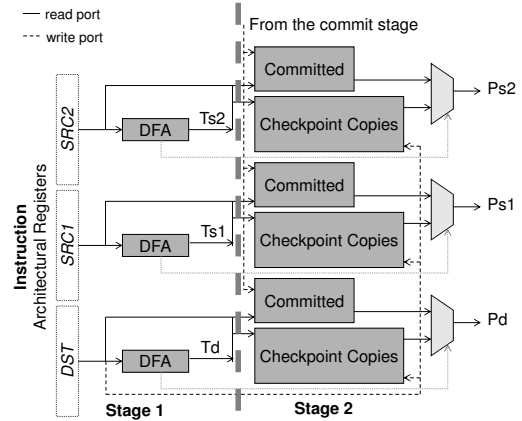 read port
write port
From the commit stage
Committed
Ps2
SRC2
Ts2
DFA
Checkpoint Copies
Committed
Ps1
Instruction
Architectural Registers
SRC1
Ts1
DFA
Checkpoint Copies
Committed
Pd
DST
Td
DFA
Checkpoint Copies
Stage 1
Stage 2